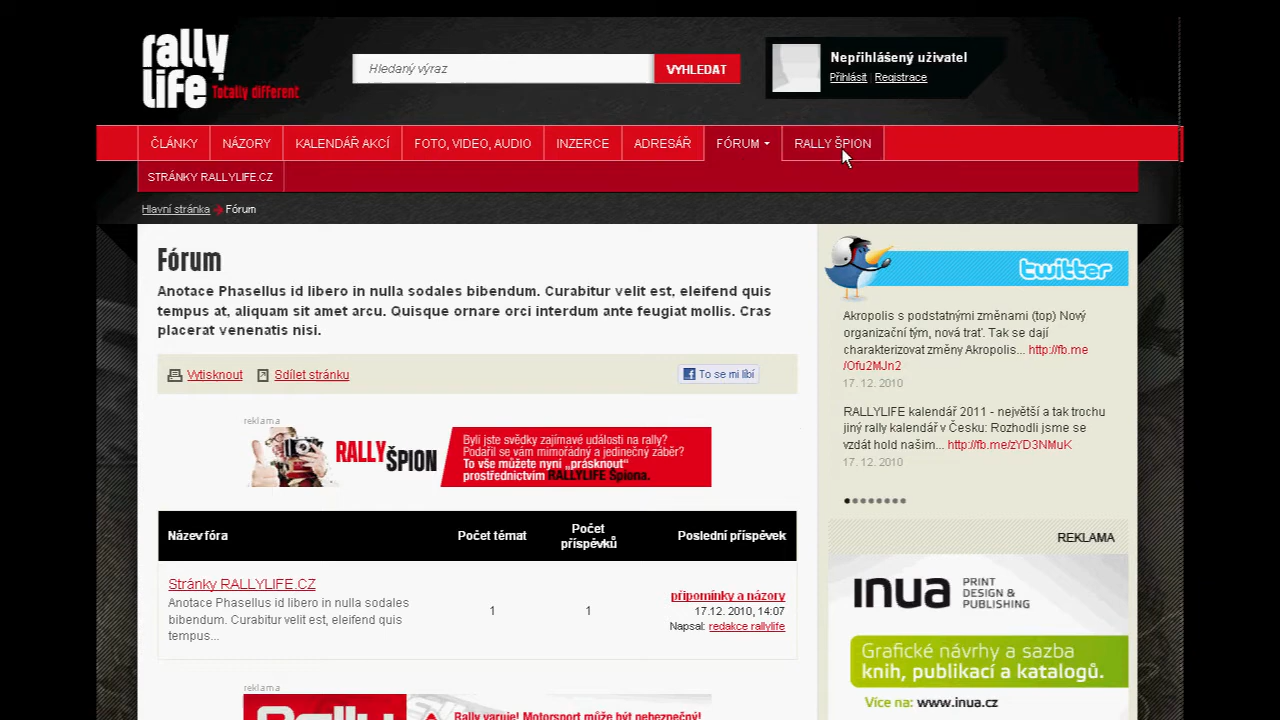 rally
life Totally different
Hledaný výraz
VYHLEDAT
Nepřihlášený uživatel
Přihlásit | Registrace
ČLÁNKY NÁZORY KALENDÁŘ AKCÍ FOTO, VIDEO, AUDIO INZERCE ADRESÁŘ FÓRUM RALLY ŠPION
STRÁNKY RALLYLIFE.CZ
Hlavní stránka Fórum
Fórum
Anotace Phasellus id libero in nulla sodales bibendum. Curabitur velit est, eleifend quis
tempus at, aliquam sit amet arcu. Quisque ornare orci interdum ante feugiat mollis. Cras
placerat venenatis nisi.
Vytisknout Sdílet stránku
To se mi líbí
reklama
RALLY ŠPION
Byli jste svědky zajímavé události na rally?
Podařil se vám mimořádný a jedinečný záběr?
To vše můžete nyní „prásknout“
prostřednictvím RALLYLIFE Špiona.
Název fóra Počet témat Počet příspěvků Poslední příspěvek
Stránky RALLYLIFE.CZ
Anotace Phasellus id libero in nulla sodales
bibendum. Curabitur velit est, eleifend quis
tempus...
1
1
připomínky a názory
17.12. 2010, 14:07
Napsal: redakce rallylife
reklama
Rally
Rally varuje! Motorsport může být nebezpečný!
twitter
Akropolis s podstatnými změnami (top) Nový
organizační tým, nová trať. Tak se dají
charakterizovat změny Akropolis... http://fb.me
/Ofu2MJn2
17. 12. 2010
RALLYLIFE kalendář 2011 - největší a tak trochu
jiný rally kalendář v Česku: Rozhodli jsme se
vzdát hold našim... http://fb.me/zYD3NMuK
17. 12. 2010
REKLAMA
INUA PRINT
DESIGN &
PUBLISHING
Grafické návrhy a sazba
knih, publikací a katalogů.
Více na: www.inua.cz